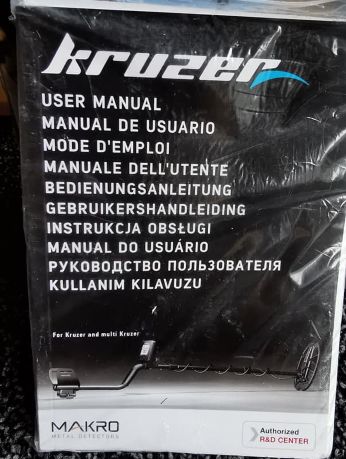 kruzer
USER MANUAL
MANUAL DE USUARIO
MODE D'EMPLOI
MANUALE DELL'UTENTE
BEDIENUNGSANLEITUNG
GEBRUIKERSHANDLEIDING
INSTRUKCJA OBSŁUGI
MANUAL DO USUÁRIO
РУКОВОДСТВО ПОЛЬЗОВАТЕЛЯ
KULLANIM KILAVUZU
For Kruzer and multi Kruzer
MAKRO
METAL DETECTORS
Authorized
R&D CENTER